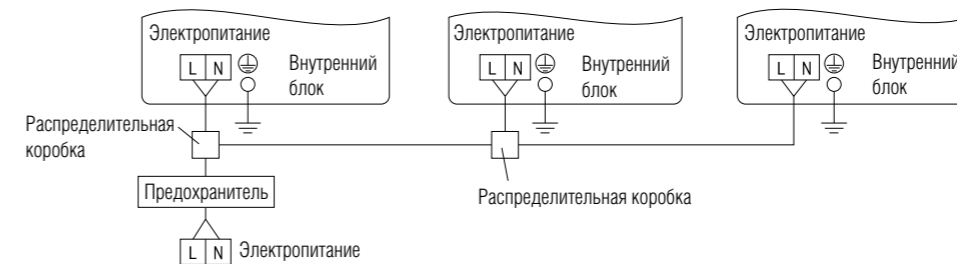 Электропитание
L N
Внутренний
блок
Электропитание
L N
Внутренний
блок
Электропитание
L N
Внутренний
блок
Распределительная
коробка
Предохранитель
Распределительная коробка
L N Электропитание